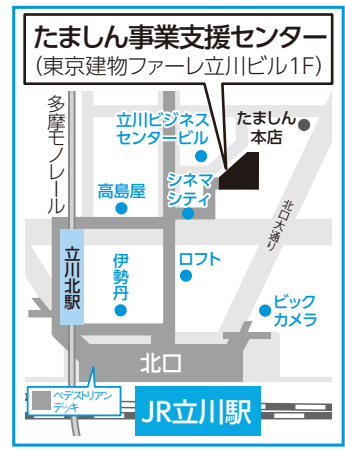 たましん事業支援センター
(東京建物ファーレ立川ビル1F)
多摩モノレール
立川ビジネス
センタービル
たましん
本店
シネマ
シティ
高島屋
北口大通り
立川北駅
伊勢丹
ロフト
ビック
カメラ
北口
ペデストリアン
デッキ
JR立川駅